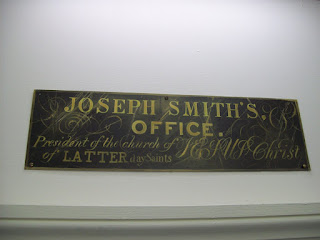 JOSEPH SMITH'S,
OFFICE.
President of the church of JESUS Christ
of LATTER day Saints